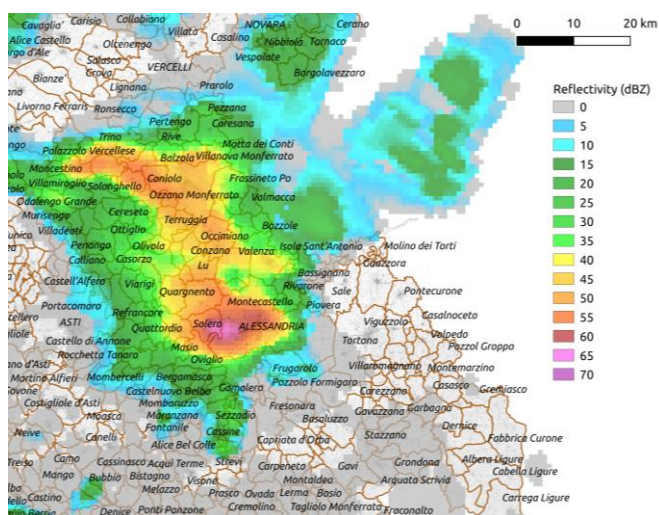 Cavaglia'
Carisio
Collobiano
Villata
NOVARA
Cerano
Casalino
Alice Castello
Olcenengo
Nibbiola
Tornaco
Salasco
Vespolate
Bianze
Crova
VERCELLI
Borgolavezzaro
Lignana
Prarolo
Livorno Ferraris
Ronsecco
Pezzana
Pertengo
Caresana
Trino
Rive
Motta dei Conti
Palazzolo Vercellese
Balzola
Villanova Monferrato
Moncestino
Coniolo
Frassineto Po
Villamiroglio
Solonghello
Ozzano Monferrato
Valmacca
Odalengo Grande
Cereseto
Murisengo
Terruggia
Bozzole
Villadeati
Ottiglio
Occimiano
Penango
Olivola
Conzano
Valenza
Isola Sant'Antonio
Molino dei Torti
Calliano
Casorzo
Lu
Bassignana
Guazzora
Castell'Alfero
Viarigi
Quargnento
Rivarone
Sale
Pontecurone
Portacomaro
Montecastello
Piovera
Refrancore
Casalnoceto
ASTI
Quattordio
Solero
ALESSANDRIA
Viguzzolo
Volpedo
Castello di Annone
Masio
Tortona
Pozzol Groppo
Rocchetta Tanaro
Oviglio
Villaromagnano
Montemarzino
Frugarolo
Mombercelli
Bergamasco
Gamalero
Pozzolo Formigaro
Carezzano
Casasco
Gremiasco
Castelnuovo Belbo
Costigliole d'Asti
Mombaruzzo
Fresonara
Gavazzana
Garbagna
Moasca
Maranzana
Sezzadio
Basaluzzo
Dernice
Fontanile
Cassine
Neive
Canelli
Alice Bel Colle
Capriata d'Orba
Stazzano
Fabbrica Curone
Treiso
Camo
Cassinasco
Acqui Terme
Strevi
Carpeneto
Gavi
Grondona
Albera Ligure
Mango
Bubbio
Bistagno
Visone
Montaldeo
Arquata Scrivia
Cabella Ligure
Castino
Melazzo
Prasco
Ovada
Lerma
Bosio
Carrega Ligure
Denice
Ponti
Ponzone
Cremolino
Tagliolo Monferrato
Fraconalto
0 10 20 km
Reflectivity (dBZ)
0
5
10
15
20
25
30
35
40
45
50
55
60
65
70